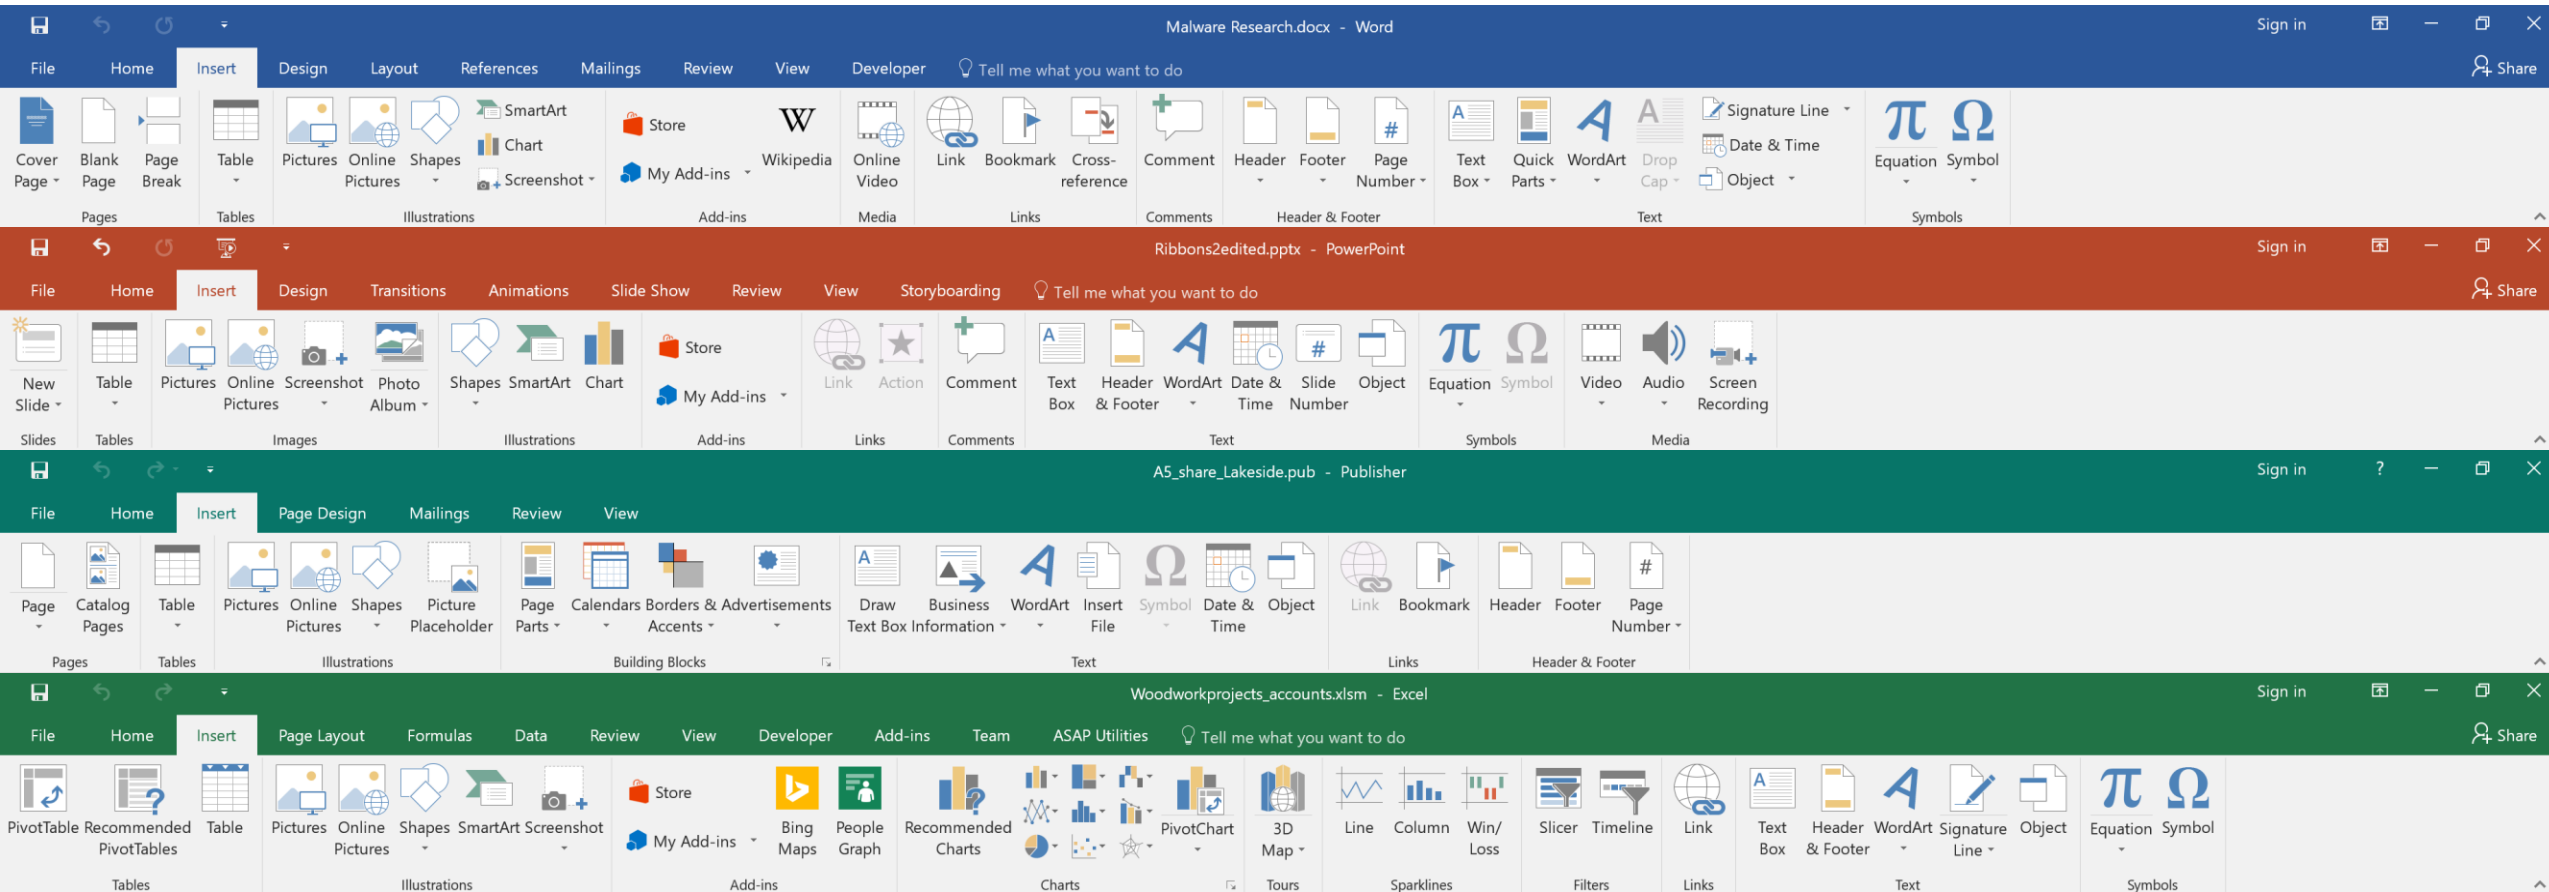 Malware Research.docx - Word
Sign in
File Home Insert Design Layout References Mailings Review View Developer Tell me what you want to do Share
Cover Page Blank Page Page Break Table Pictures Online Pictures Shapes SmartArt Chart Screenshot Store My Add-ins W Wikipedia Online Video Link Bookmark Cross-reference Comment Header Footer # Page Number A Text Box Quick Parts A WordArt A Drop Cap Signature Line Date & Time Object π Equation Ω Symbol
Pages Tables Illustrations Add-ins Media Links Comments Header & Footer Text Symbols
Ribbons2edited.pptx - PowerPoint
Sign in
File Home Insert Design Transitions Animations Slide Show Review View Storyboarding Tell me what you want to do Share
New Slide Table Pictures Online Pictures Screenshot Photo Album Shapes SmartArt Chart Store My Add-ins Link Action Comment A Text Box Header & Footer A WordArt Date & Time # Slide Number Object π Equation Ω Symbol Video Audio Screen Recording
Slides Tables Images Illustrations Add-ins Links Comments Text Symbols Media
A5_share_Lakeside.pub - Publisher
Sign in ?
File Home Insert Page Design Mailings Review View
Page Catalog Pages Table Pictures Online Pictures Shapes Picture Placeholder Page Parts Calendars Borders & Accents Advertisements A Draw Text Box Business Information A WordArt Insert File Ω Symbol Date & Time Object Link Bookmark Header Footer # Page Number
Pages Tables Illustrations Building Blocks Text Links Header & Footer
Woodworkprojects_accounts.xlsm - Excel
Sign in
File Home Insert Page Layout Formulas Data Review View Developer Add-ins Team ASAP Utilities Tell me what you want to do Share
PivotTable ? Recommended PivotTables Table Pictures Online Pictures Shapes SmartArt Screenshot Store My Add-ins Bing Maps People Graph ? Recommended Charts PivotChart 3D Map Line Column Win/Loss Slicer Timeline Link A Text Box Header & Footer A WordArt Signature Line Object π Equation Ω Symbol
Tables Illustrations Add-ins Charts Tours Sparklines Filters Links Text Symbols